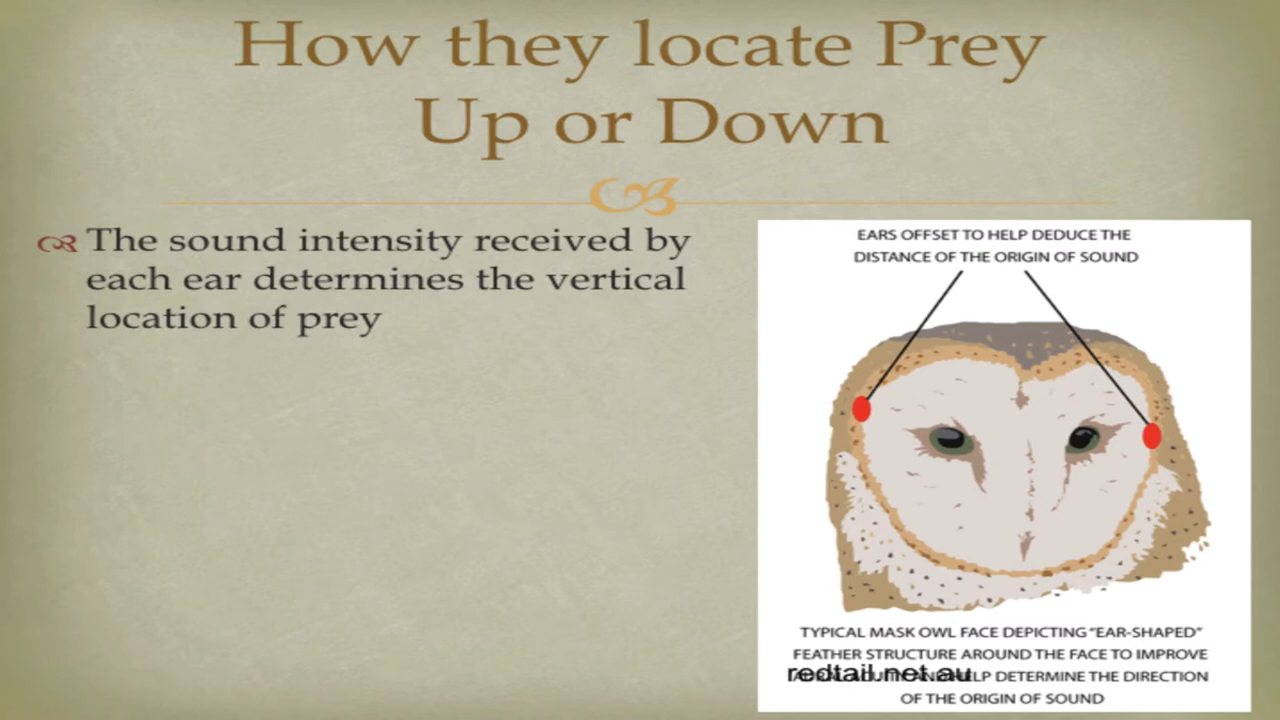 How they locate Prey
Up or Down
The sound intensity received by
each ear determines the vertical
location of prey
EARS OFFSET TO HELP DEDUCE THE
DISTANCE OF THE ORIGIN OF SOUND
TYPICAL MASK OWL FACE DEPICTING “EAR-SHAPED”
FEATHER STRUCTURE AROUND THE FACE TO IMPROVE
redtail.net.au
HELP DETERMINE THE DIRECTION
OF THE ORIGIN OF SOUND